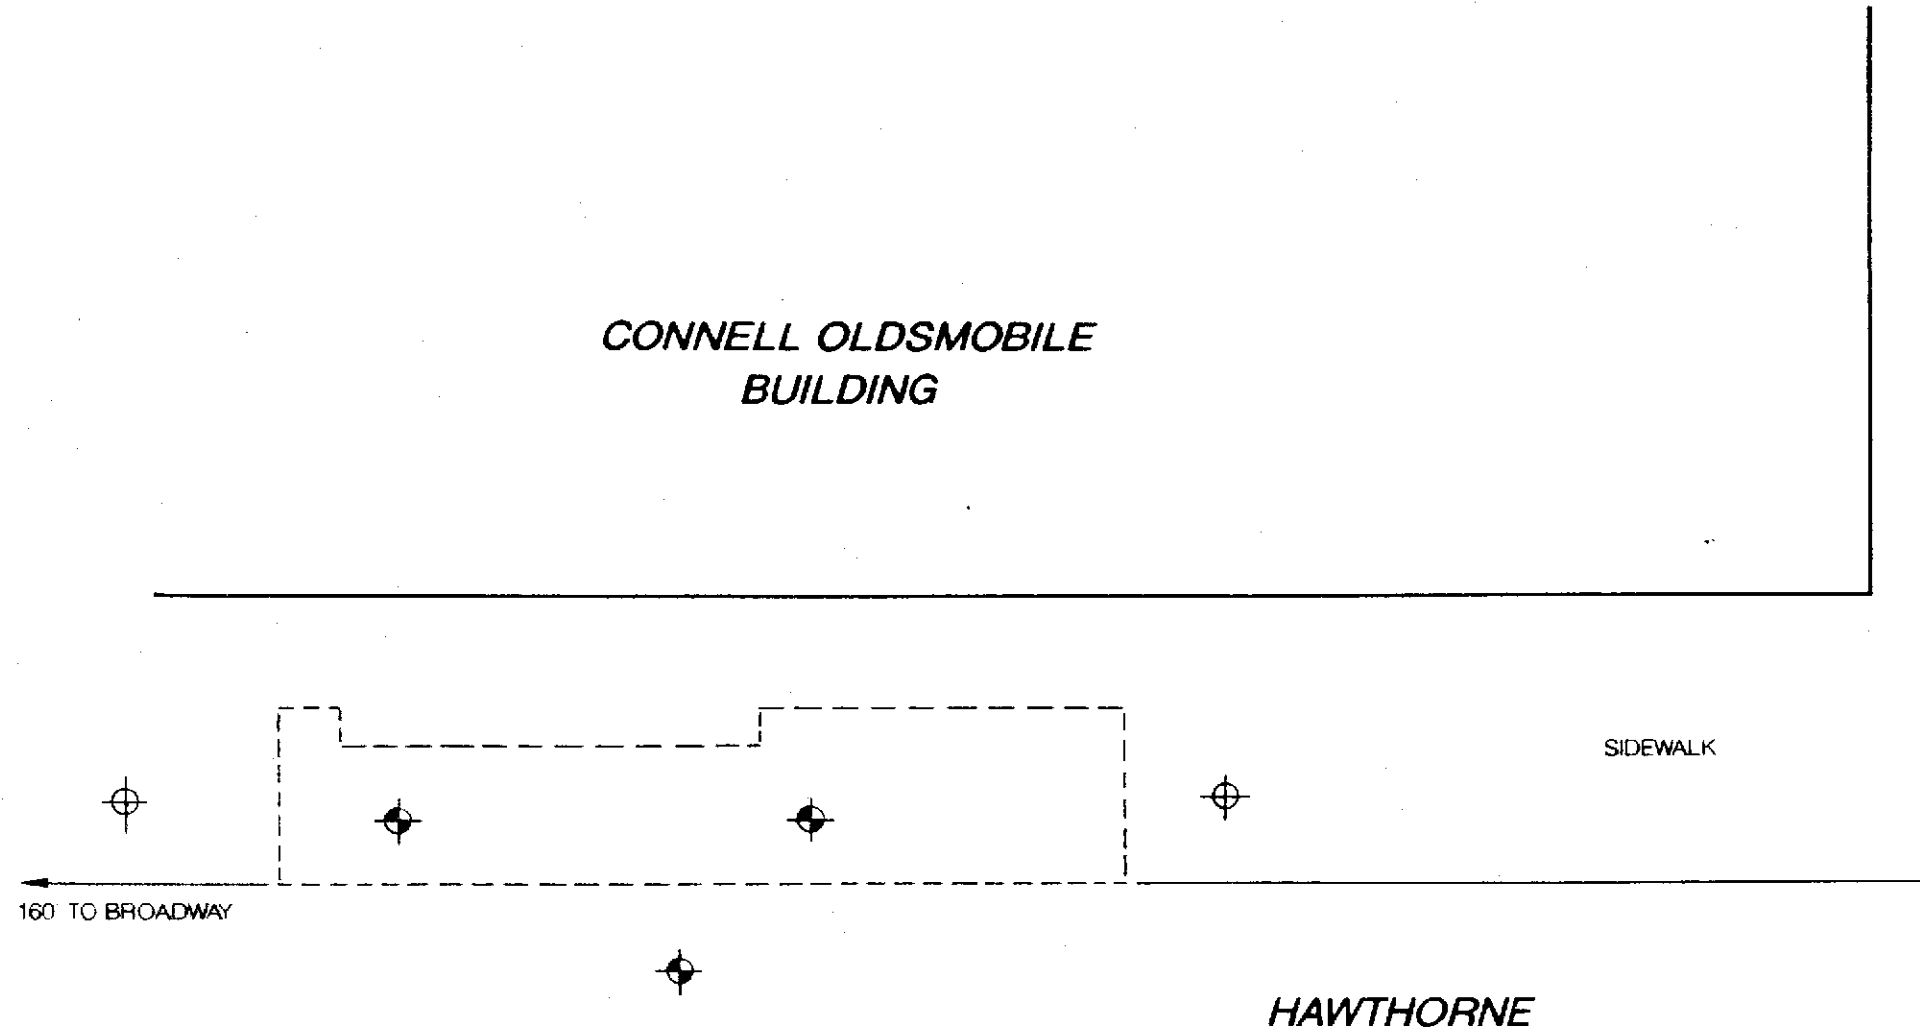 CONNELL OLDSMOBILE
BUILDING
SIDEWALK
160' TO BROADWAY
HAWTHORNE